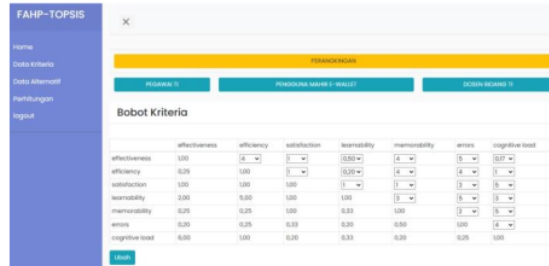 FAHP-TOPSIS
×
Home
Data Kriteria
Data Alternatif
Perhitungan
logout
PERANGKINGAN
PEGAWAI TI
PENGGUNA MAHIR E-WALLET
DOSEN BIDANG TI
Bobot Kriteria
effectiveness efficiency satisfaction learnability memorability errors cognitive load
effectiveness 1,00 4 1 0,50 4 5 0,17
efficiency 0,25 1,00 1 0,20 4 4 1
satisfaction 1,00 1,00 1,00 1 1 3 5
learnability 2,00 5,00 1,00 1,00 3 5 3
memorability 0,25 0,25 1,00 0,33 1,00 2 5
errors 0,20 0,25 0,33 0,20 0,50 1,00 4
cognitive load 6,00 1,00 0,20 0,33 0,20 0,25 1,00
Ubah